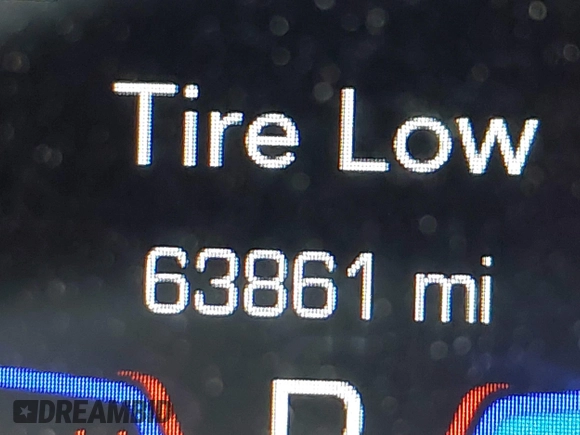 Tire Low
63861 mi
D
DREAMBID